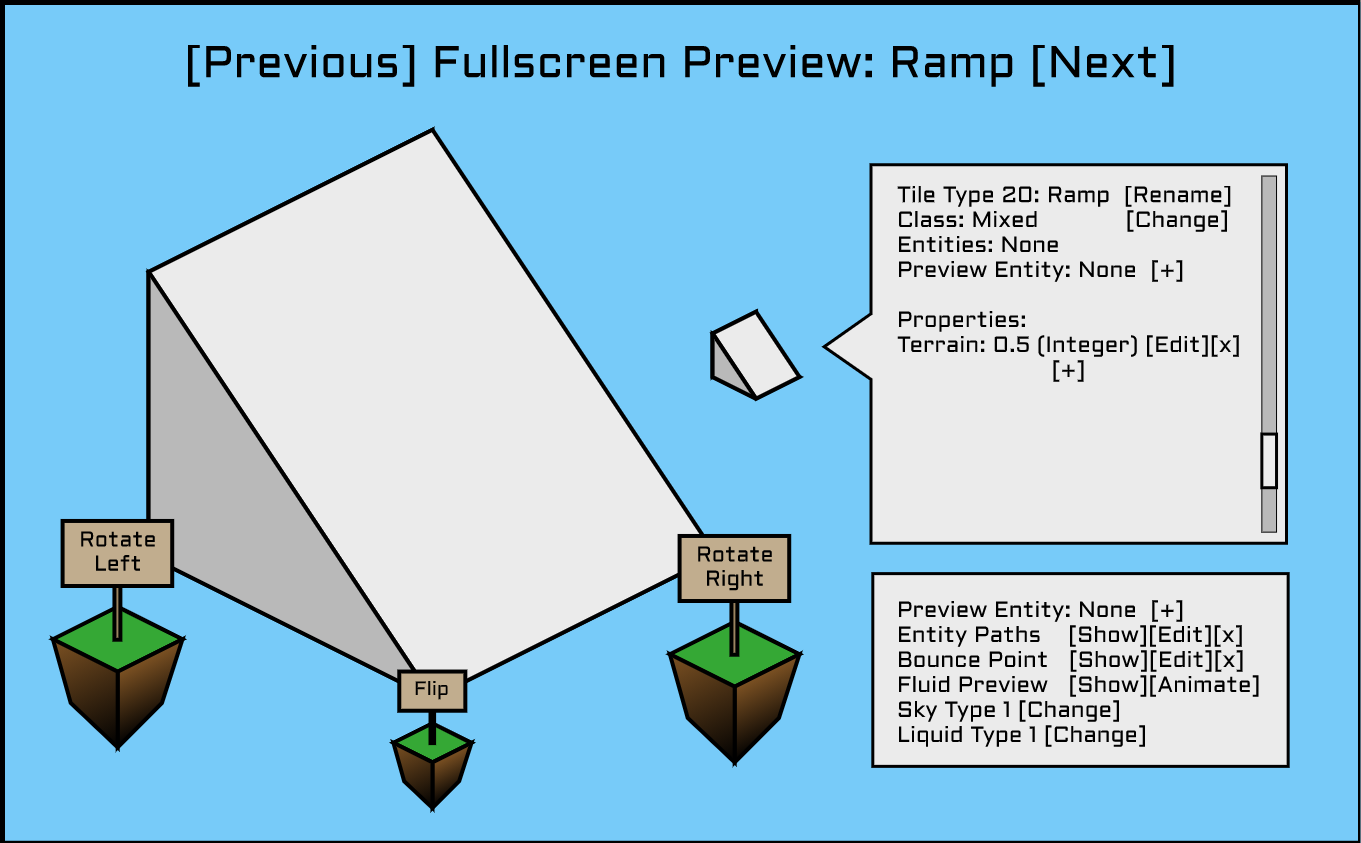 [Previous] Fullscreen Preview: Ramp [Next]
Tile Type 20: Ramp [Rename]
Class: Mixed [Change]
Entities: None
Preview Entity: None [+]
Properties:
Terrain: 0.5 (Integer) [Edit][x]
[+]
Rotate
Left
Rotate
Right
Flip
Preview Entity: None [+]
Entity Paths [Show][Edit][x]
Bounce Point [Show][Edit][x]
Fluid Preview [Show][Animate]
Sky Type 1 [Change]
Liquid Type 1 [Change]